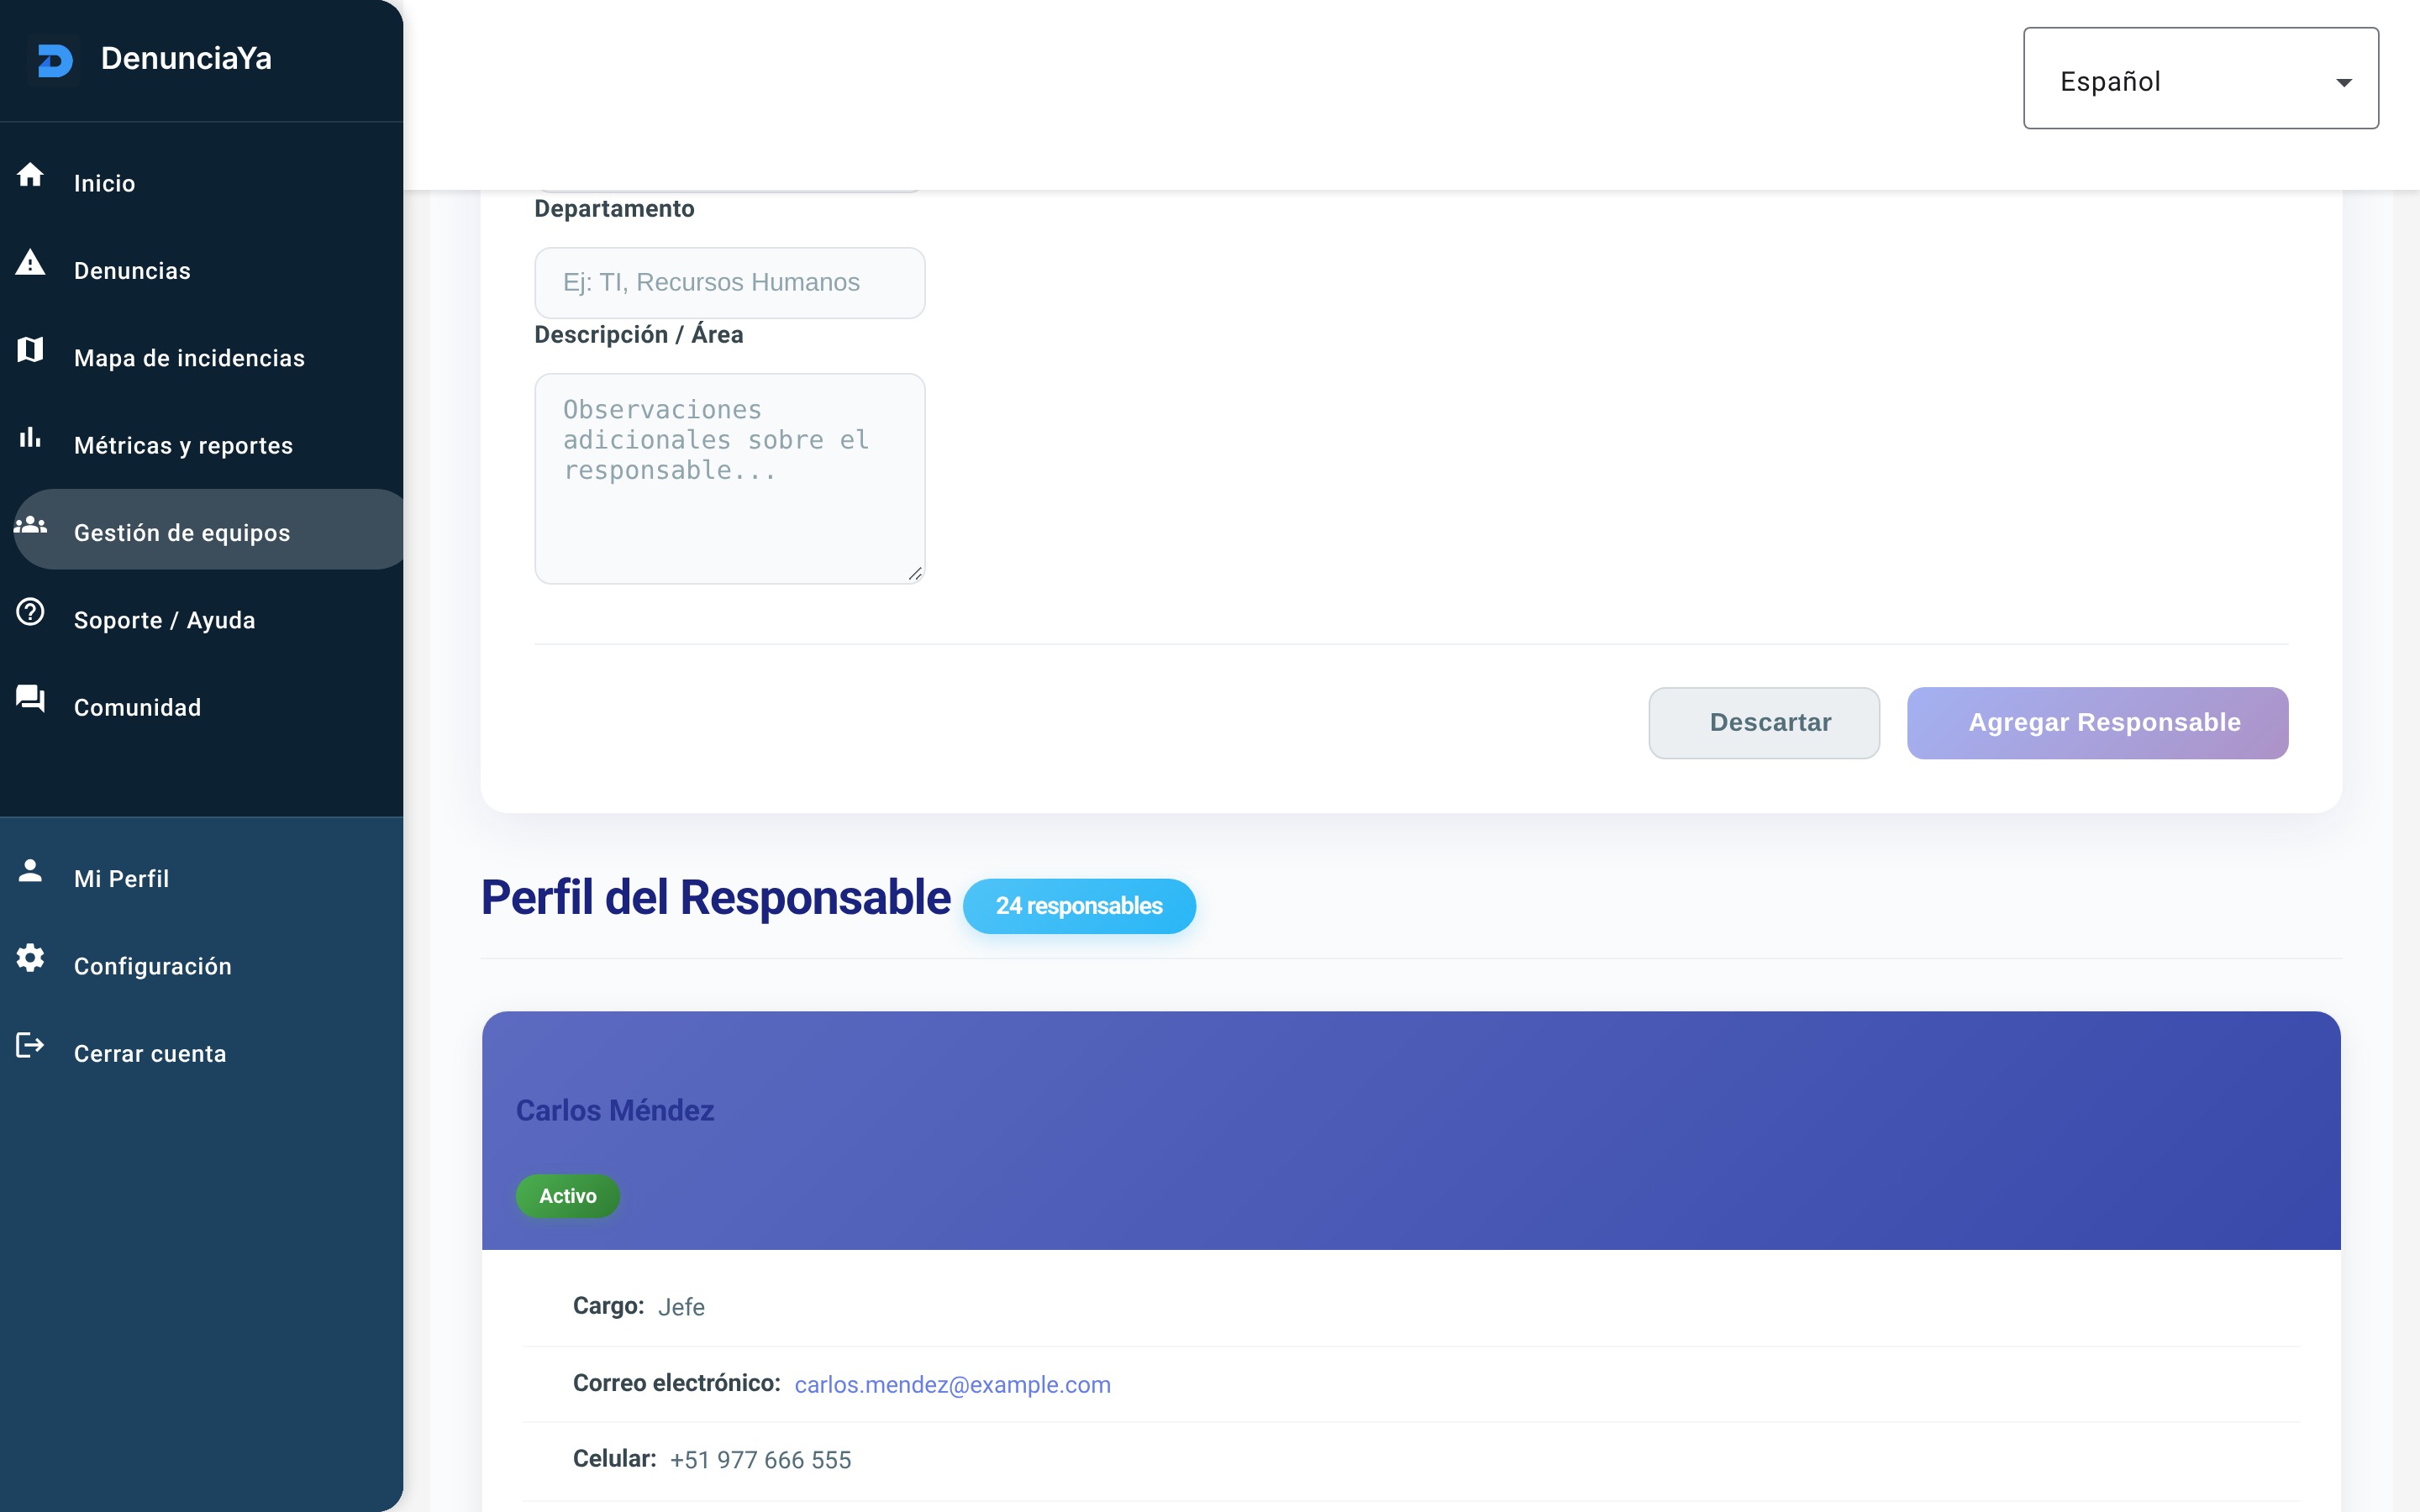 DenunciaYa
Inicio
Denuncias
Mapa de incidencias
Métricas y reportes
Gestión de equipos
Soporte / Ayuda
Comunidad
Mi Perfil
Configuración
Cerrar cuenta
Español
Departamento
Ej: TI, Recursos Humanos
Descripción / Área
Observaciones
adicionales sobre el
responsable...
Descartar
Agregar Responsable
Perfil del Responsable
24 responsables
Carlos Méndez
Activo
Cargo: Jefe
Correo electrónico: carlos.mendez@example.com
Celular: +51 977 666 555